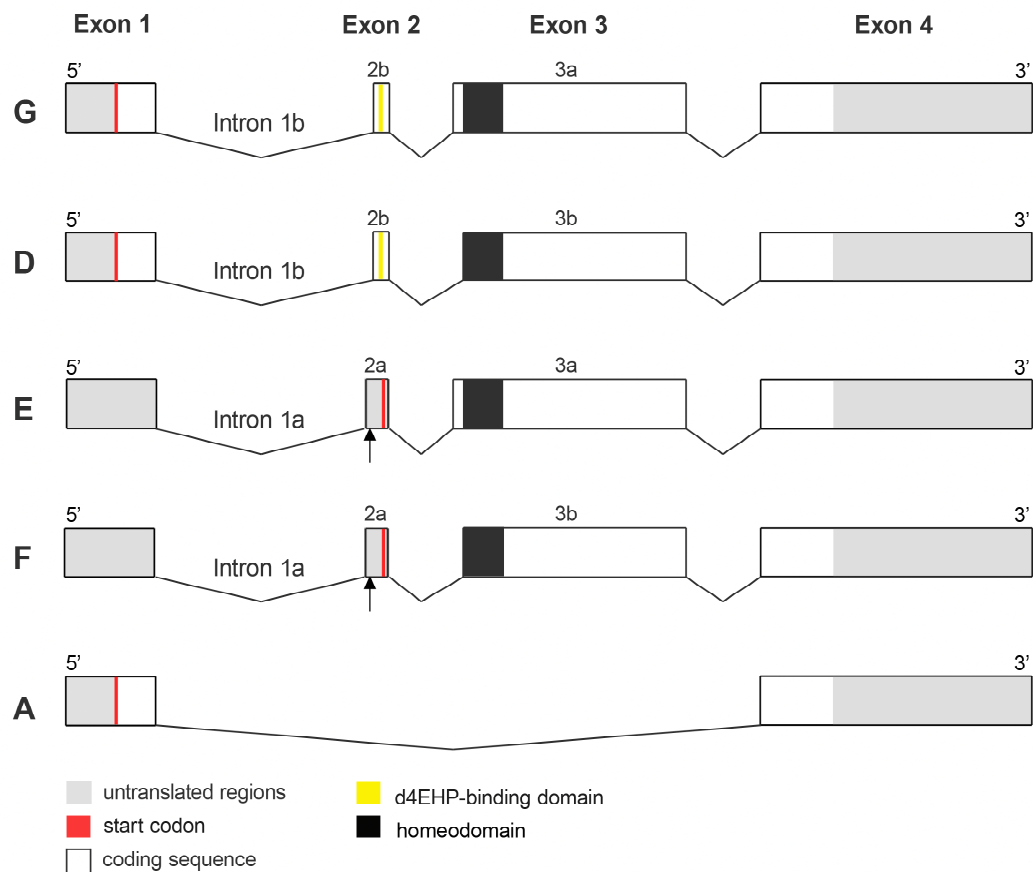 Exon 1 Exon 2 Exon 3 Exon 4
5' 2b 3a 3'
G Intron 1b
5' 2b 3b 3'
D Intron 1b
5' 2a 3a 3'
E Intron 1a
5' 2a 3b 3'
F Intron 1a
5' 3'
A
untranslated regions d4EHP-binding domain
start codon homeodomain
coding sequence